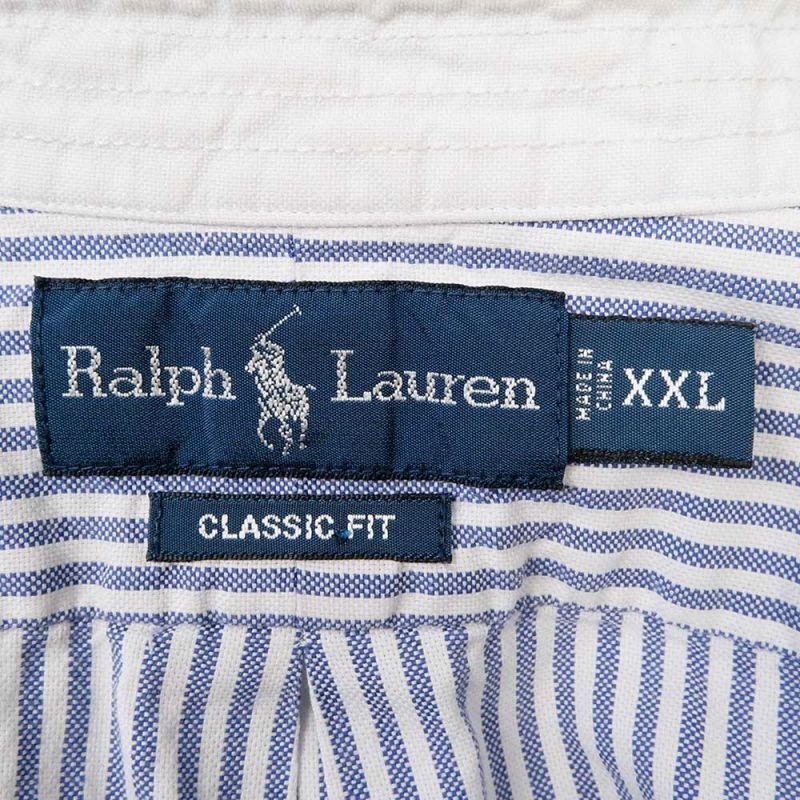 Ralph Lauren
MADE IN
CHINA
XXL
CLASSIC FIT